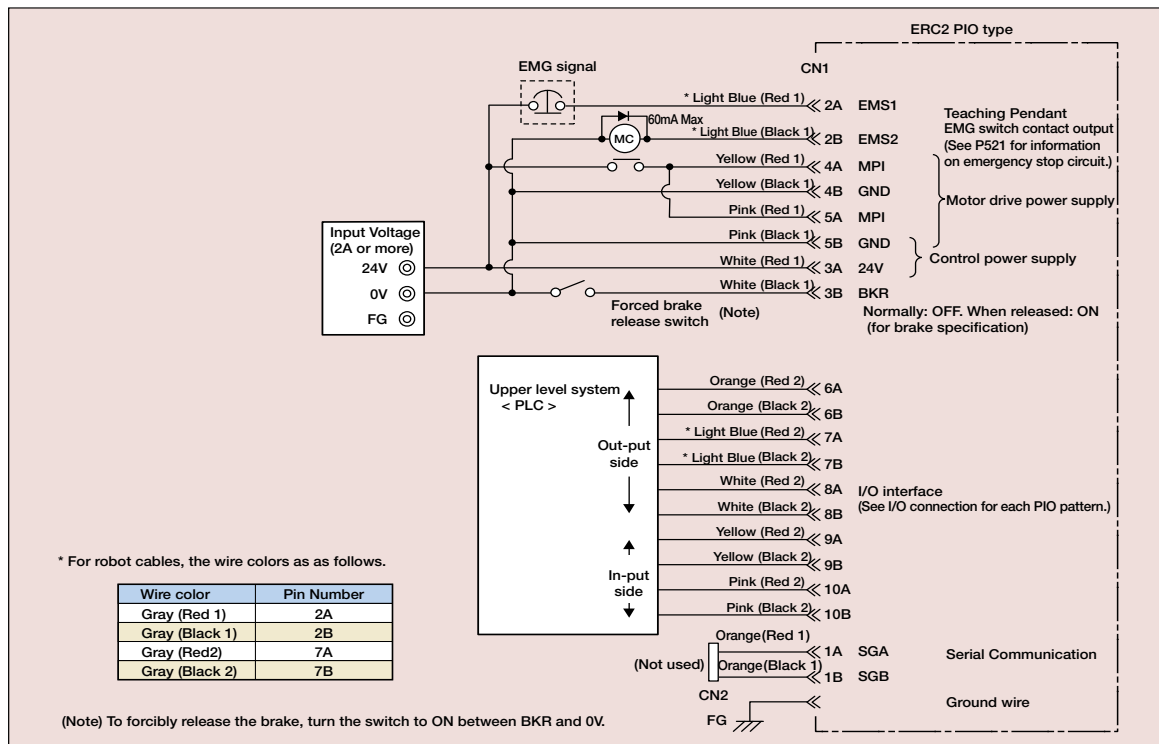 ERC2 PIO type
CN1
EMG signal
* Light Blue (Red 1) 2A EMS1
60mA Max
MC
* Light Blue (Black 1) 2B EMS2
Teaching Pendant
EMG switch contact output
(See P521 for information
on emergency stop circuit.)
Yellow (Red 1) 4A MPI
Yellow (Black 1) 4B GND
Motor drive power supply
Pink (Red 1) 5A MPI
Pink (Black 1) 5B GND
Control power supply
White (Red 1) 3A 24V
White (Black 1) 3B BKR
Input Voltage
(2A or more)
24V
0V
FG
Forced brake
release switch
(Note)
Normally: OFF. When released: ON
(for brake specification)
Upper level system
< PLC >
Out-put
side
In-put
side
Orange (Red 2) 6A
Orange (Black 2) 6B
* Light Blue (Red 2) 7A
* Light Blue (Black 2) 7B
White (Red 2) 8A
White (Black 2) 8B
Yellow (Red 2) 9A
Yellow (Black 2) 9B
Pink (Red 2) 10A
Pink (Black 2) 10B
I/O interface
(See I/O connection for each PIO pattern.)
Orange(Red 1) 1A SGA
(Not used)
Orange(Black 1) 1B SGB
Serial Communication
CN2
FG
Ground wire
* For robot cables, the wire colors as as follows.
Wire color Pin Number
Gray (Red 1) 2A
Gray (Black 1) 2B
Gray (Red2) 7A
Gray (Black 2) 7B
(Note) To forcibly release the brake, turn the switch to ON between BKR and 0V.